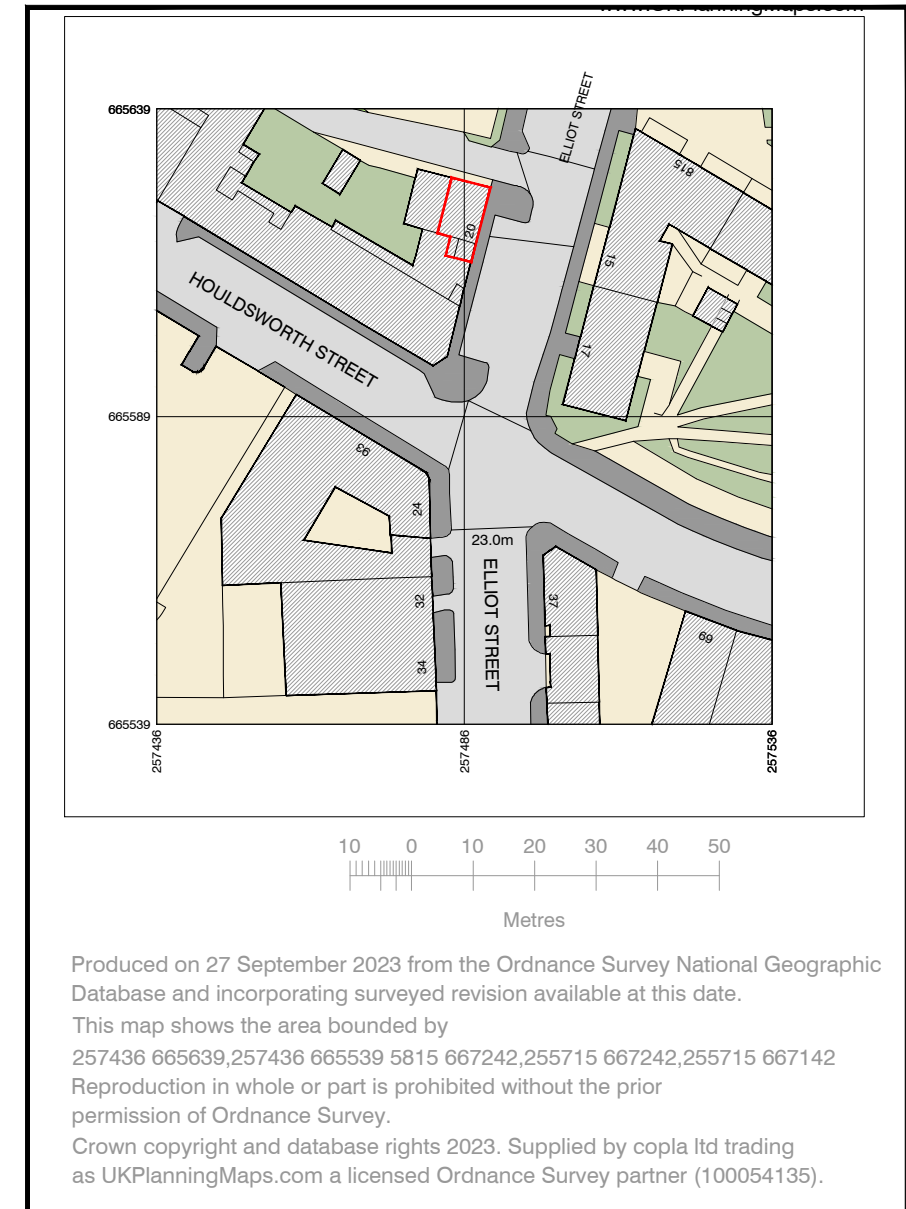 www.UKPlanningMaps.com
665639
ELLIOT STREET
815
20
15
HOULDSWORTH STREET
17
665589
93
24
23.0m
ELLIOT STREET
32
37
34
69
665539
257436
257486
257536
10 0 10 20 30 40 50
Metres
Produced on 27 September 2023 from the Ordnance Survey National Geographic
Database and incorporating surveyed revision available at this date.
This map shows the area bounded by
257436 665639,257436 665539 5815 667242,255715 667242,255715 667142
Reproduction in whole or part is prohibited without the prior
permission of Ordnance Survey.
Crown copyright and database rights 2023. Supplied by copla ltd trading
as UKPlanningMaps.com a licensed Ordnance Survey partner (100054135).